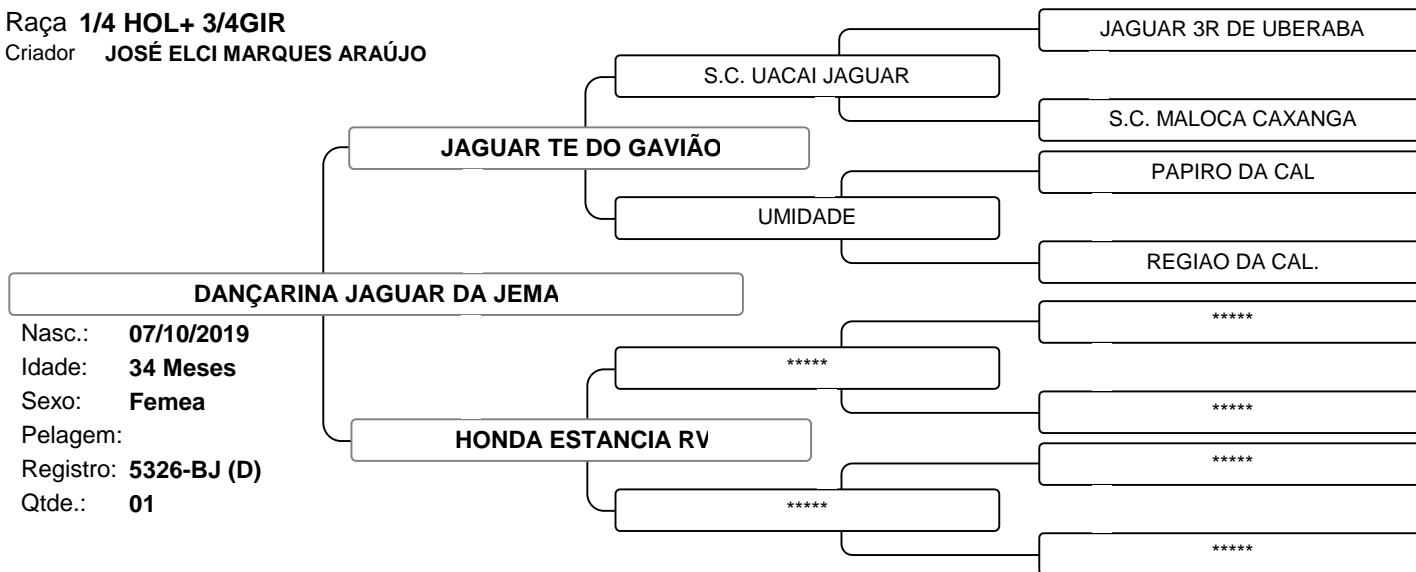 Raça 1/4 HOL+ 3/4GIR
Criador JOSÉ ELCI MARQUES ARAÚJO
JAGUAR 3R DE UBERABA
S.C. UACAI JAGUAR
S.C. MALOCA CAXANGA
JAGUAR TE DO GAVIÃO
PAPIRO DA CAL
UMIDADE
REGIAO DA CAL.
DANÇARINA JAGUAR DA JEMA
Nasc.: 07/10/2019
Idade: 34 Meses
Sexo: Femea
Pelagem:
Registro: 5326-BJ (D)
Qtde.: 01
*****
*****
*****
HONDA ESTANCIA RV
*****
*****
*****